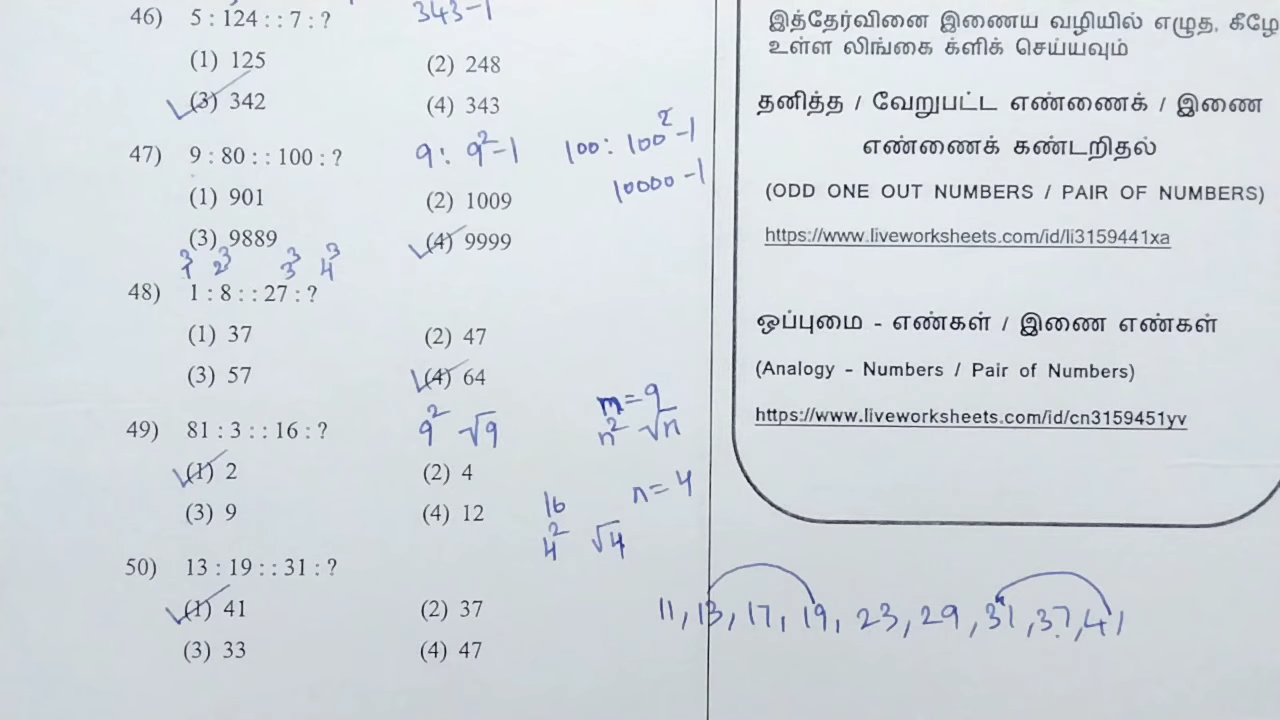 46) 5 : 124 : : 7 : ? 343-1
(1) 125 (2) 248
(3) 342 (4) 343
47) 9 : 80 : : 100 : ? 9: 9²-1 100: 100²-1
10000-1
(1) 901 (2) 1009
(3) 9889 (4) 9999
1³ 2³ 3³ 4³
48) 1 : 8 : : 27 : ?
(1) 37 (2) 47
(3) 57 (4) 64
49) 81 : 3 : : 16 : ? 9² √9 n=9
n² √n
(1) 2 (2) 4
(3) 9 (4) 12
16 n=4
4² √4
50) 13 : 19 : : 31 : ?
(1) 41 (2) 37
(3) 33 (4) 47
இத்தேர்வினை இணைய வழியில் எழுத, கீழே
உள்ள லிங்கை க்ளிக் செய்யவும்
தனித்த / வேறுபட்ட எண்ணைக் / இணை
எண்ணைக் கண்டறிதல்
(ODD ONE OUT NUMBERS / PAIR OF NUMBERS)
https://www.liveworksheets.com/id/li3159441xa
ஒப்புமை - எண்கள் / இணை எண்கள்
(Analogy - Numbers / Pair of Numbers)
https://www.liveworksheets.com/id/cn3159451yv
11, 13, 17, 19, 23, 29, 31, 37, 41